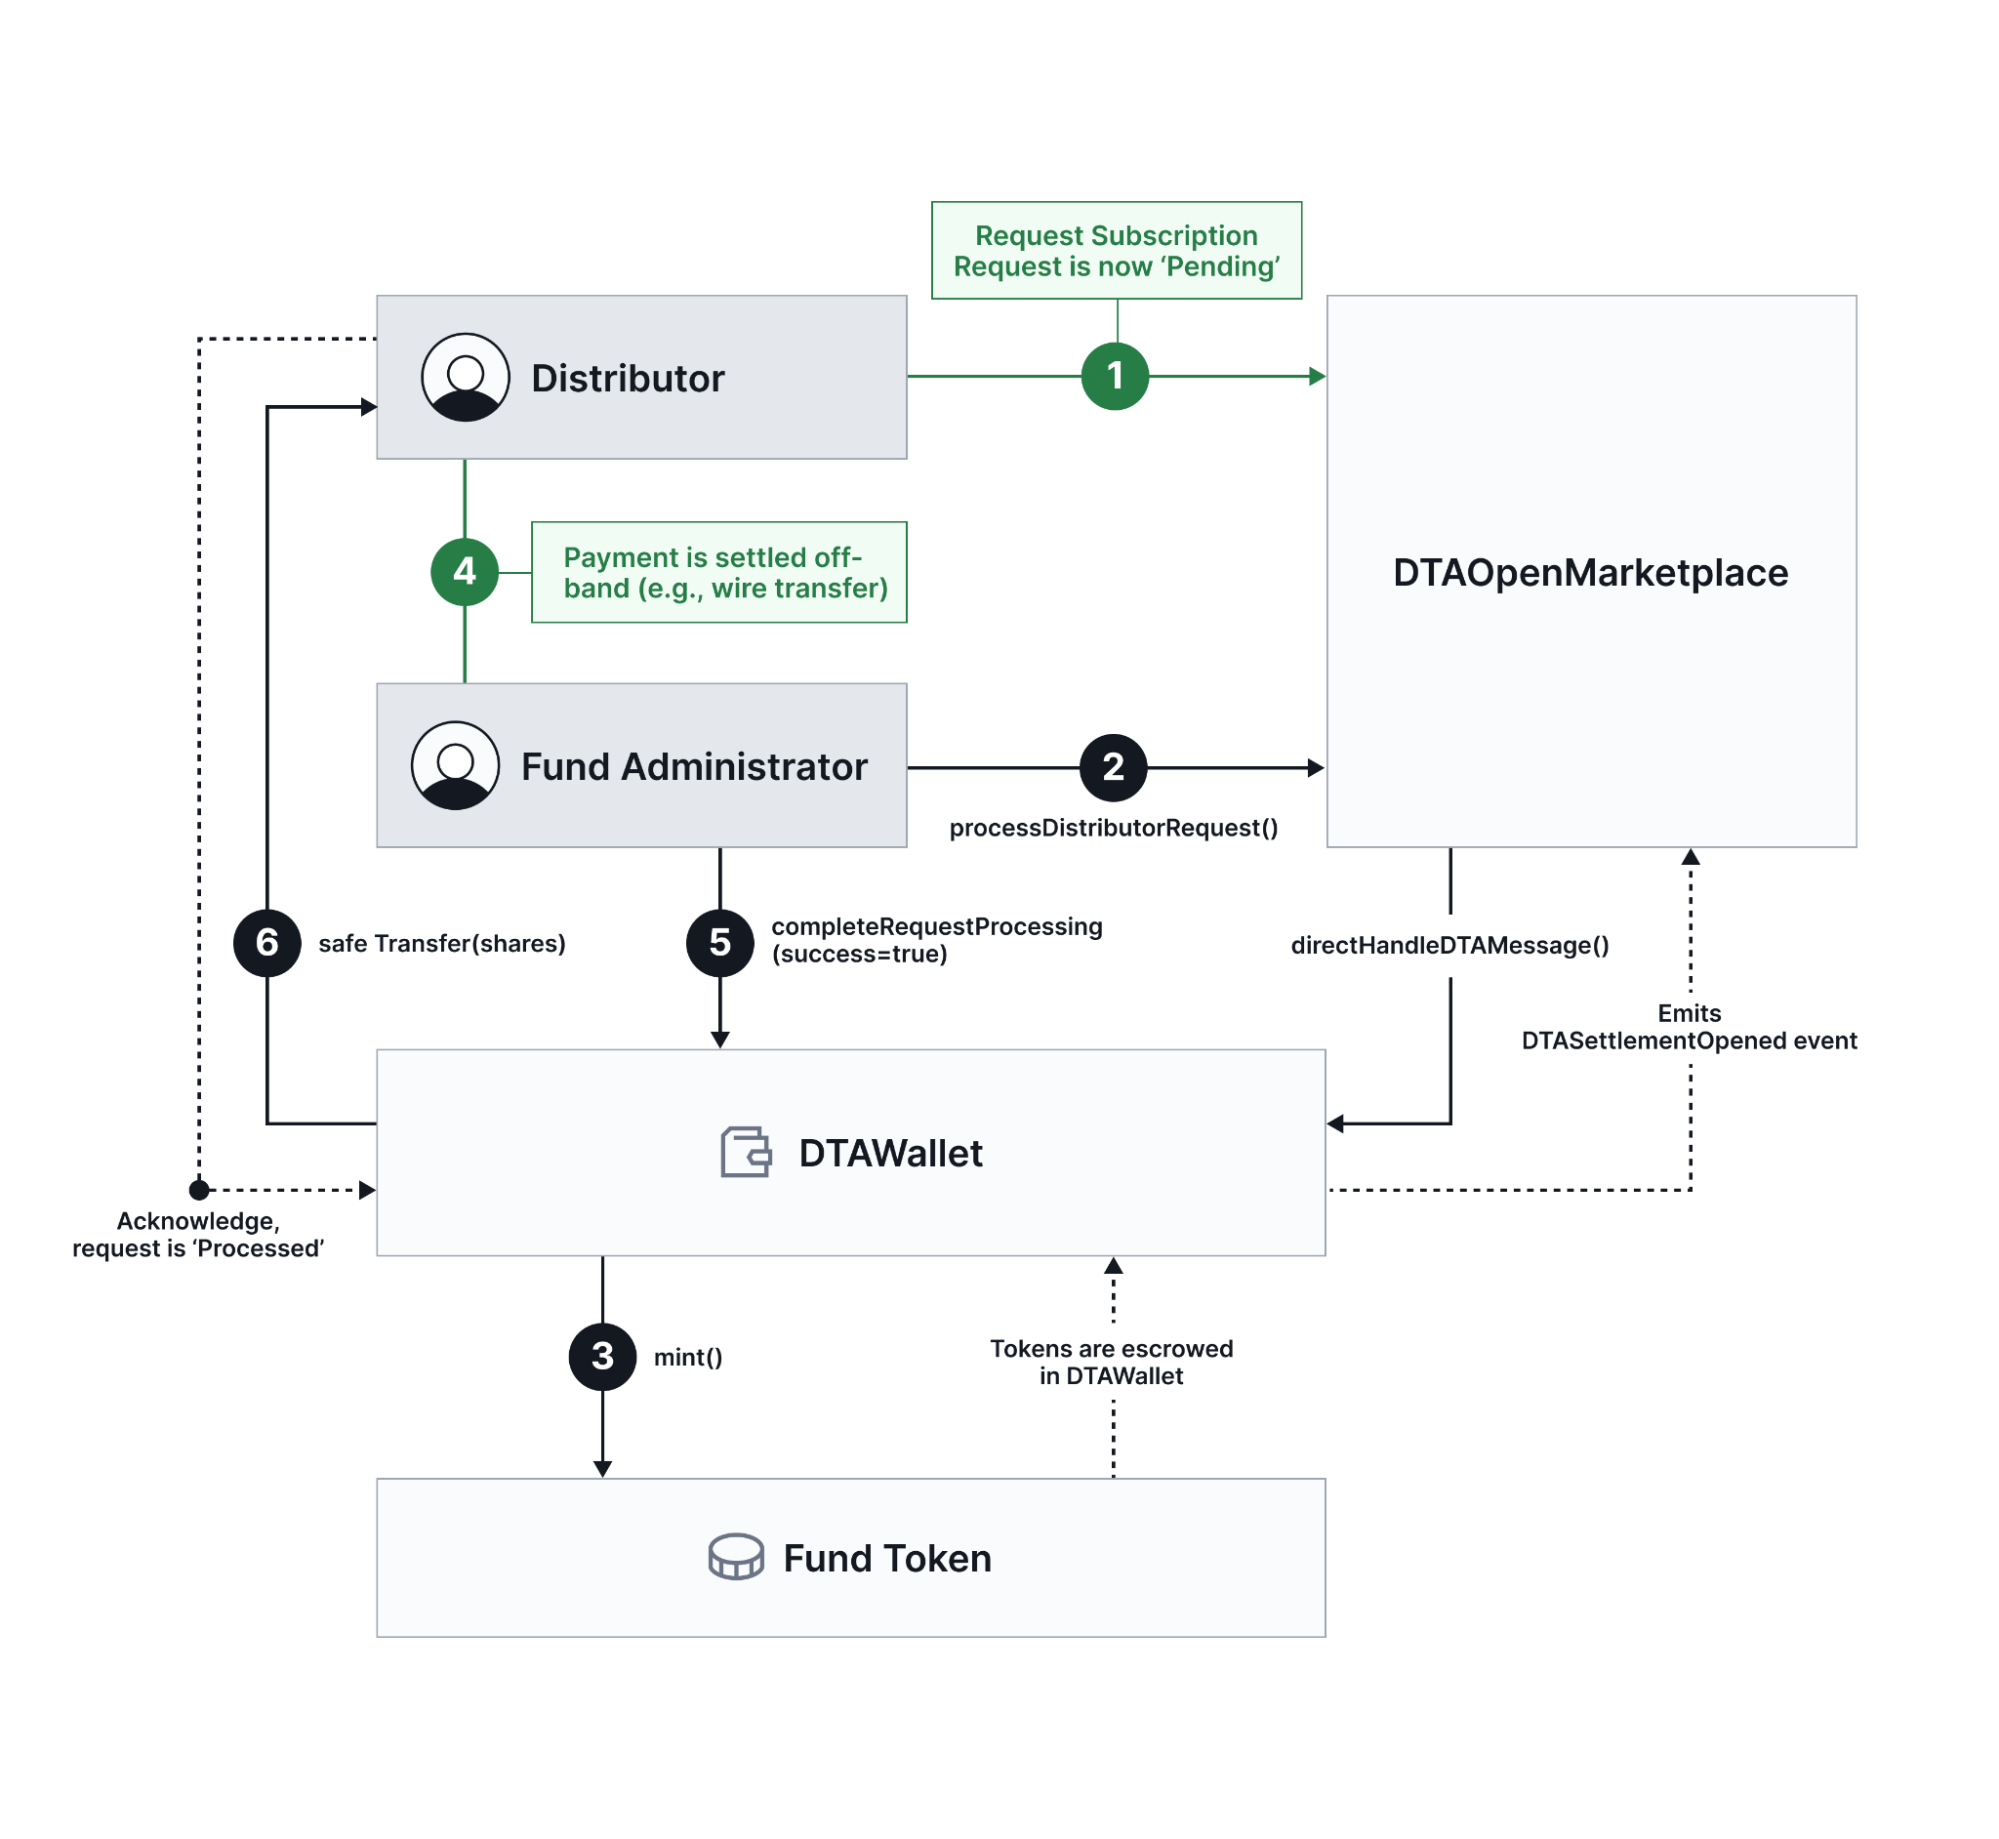 Request Subscription
Request is now ‘Pending’
Distributor
1
4
Payment is settled off-
band (e.g., wire transfer)
DTAOpenMarketplace
Fund Administrator
2
processDistributorRequest()
6
safe Transfer(shares)
5
completeRequestProcessing
(success=true)
directHandleDTAMessage()
Emits
DTASettlementOpened event
DTAWallet
Acknowledge,
request is ‘Processed’
3
mint()
Tokens are escrowed
in DTAWallet
Fund Token